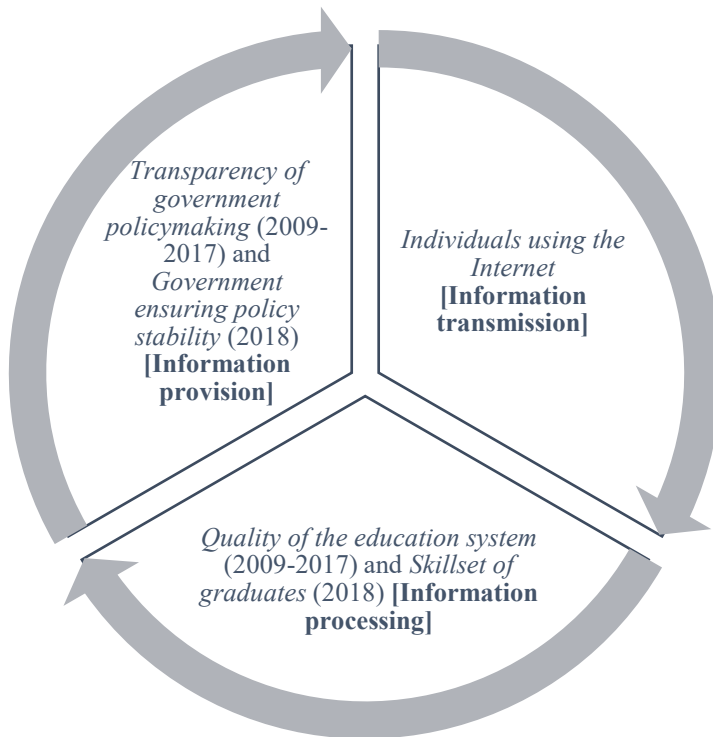 Transparency of
government
policymaking (2009-
2017) and
Government
ensuring policy
stability (2018)
[Information
provision]
Individuals using the
Internet
[Information
transmission]
Quality of the education system
(2009-2017) and Skillset of
graduates (2018) [Information
processing]